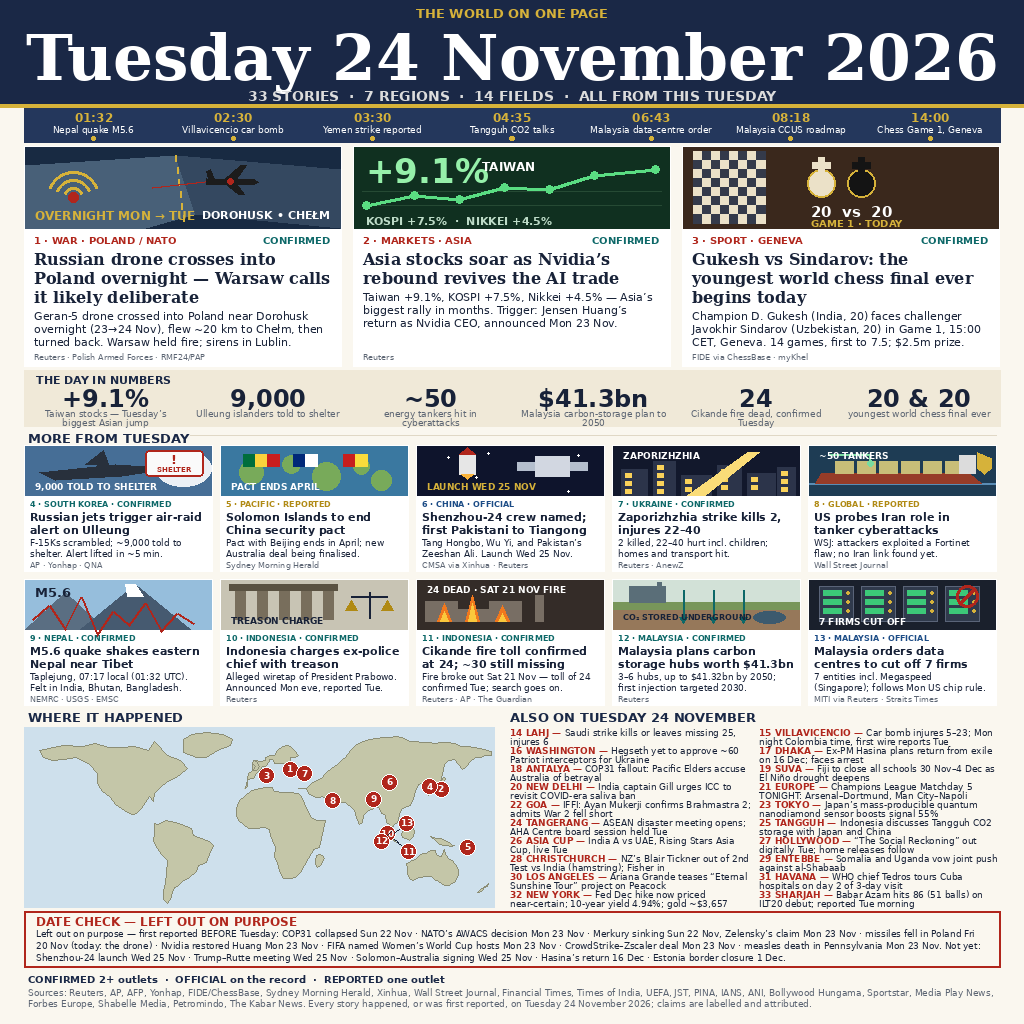 THE WORLD ON ONE PAGE
Tuesday 24 November 2026
33 STORIES · 7 REGIONS · 14 FIELDS · ALL FROM THIS TUESDAY
01:32
Nepal quake M5.6
02:30
Villavicencio car bomb
03:30
Yemen strike reported
04:35
Tangguh CO2 talks
06:43
Malaysia data-centre order
08:18
Malaysia CCUS roadmap
14:00
Chess Game 1, Geneva
OVERNIGHT MON → TUE
DOROHUSK • CHEŁM
1 · WAR · POLAND / NATO
CONFIRMED
Russian drone crosses into
Poland overnight — Warsaw calls
it likely deliberate
Geran-5 drone crossed into Poland near Dorohusk
overnight (23→24 Nov), flew ~20 km to Chełm, then
turned back. Warsaw held fire; sirens in Lublin.
Reuters · Polish Armed Forces · RMF24/PAP
+9.1%
TAIWAN
KOSPI +7.5% · NIKKEI +4.5%
2 · MARKETS · ASIA
CONFIRMED
Asia stocks soar as Nvidia’s
rebound revives the AI trade
Taiwan +9.1%, KOSPI +7.5%, Nikkei +4.5% — Asia’s
biggest rally in months. Trigger: Jensen Huang’s
return as Nvidia CEO, announced Mon 23 Nov.
Reuters
20 vs 20
GAME 1 · TODAY
3 · SPORT · GENEVA
CONFIRMED
Gukesh vs Sindarov: the
youngest world chess final ever
begins today
Champion D. Gukesh (India, 20) faces challenger
Javokhir Sindarov (Uzbekistan, 20) in Game 1, 15:00
CET, Geneva. 14 games, first to 7.5; $2.5m prize.
FIDE via ChessBase · myKhel
THE DAY IN NUMBERS
+9.1%
Taiwan stocks — Tuesday’s
biggest Asian jump
9,000
Ulleung islanders told to shelter
~50
energy tankers hit in
cyberattacks
$41.3bn
Malaysia carbon-storage plan to
2050
24
Cikande fire dead, confirmed
Tuesday
20 & 20
youngest world chess final ever
MORE FROM TUESDAY
!
SHELTER
9,000 TOLD TO SHELTER
4 · SOUTH KOREA · CONFIRMED
Russian jets trigger air-raid
alert on Ulleung
F-15Ks scrambled; ~9,000 told to
shelter. Alert lifted in ~5 min.
AP · Yonhap · QNA
PACT ENDS APRIL
5 · PACIFIC · REPORTED
Solomon Islands to end
China security pact
Pact with Beijing ends in April; new
Australia deal being finalised.
Sydney Morning Herald
LAUNCH WED 25 NOV
6 · CHINA · OFFICIAL
Shenzhou-24 crew named;
first Pakistani to Tiangong
Tang Hongbo, Wu Yi, and Pakistan’s
Zeeshan Ali. Launch Wed 25 Nov.
CMSA via Xinhua · Reuters
ZAPORIZHZHIA
7 · UKRAINE · CONFIRMED
Zaporizhzhia strike kills 2,
injures 22–40
2 killed, 22–40 hurt incl. children;
homes and transport hit.
Reuters · AnewZ
~50 TANKERS
8 · GLOBAL · REPORTED
US probes Iran role in
tanker cyberattacks
WSJ: attackers exploited a Fortinet
flaw; no Iran link found yet.
Wall Street Journal
M5.6
9 · NEPAL · CONFIRMED
M5.6 quake shakes eastern
Nepal near Tibet
Taplejung, 07:17 local (01:32 UTC).
Felt in India, Bhutan, Bangladesh.
NEMRC · USGS · EMSC
TREASON CHARGE
10 · INDONESIA · CONFIRMED
Indonesia charges ex-police
chief with treason
Alleged wiretap of President Prabowo.
Announced Mon eve, reported Tue.
Reuters
24 DEAD · SAT 21 NOV FIRE
11 · INDONESIA · CONFIRMED
Cikande fire toll confirmed
at 24; ~30 still missing
Fire broke out Sat 21 Nov — toll of 24
confirmed Tue; search goes on.
Reuters · AP · The Guardian
CO₂ STORED UNDERGROUND
12 · MALAYSIA · CONFIRMED
Malaysia plans carbon
storage hubs worth $41.3bn
3–6 hubs, up to $41.32bn by 2050;
first injection targeted 2030.
Reuters
7 FIRMS CUT OFF
13 · MALAYSIA · OFFICIAL
Malaysia orders data
centres to cut off 7 firms
7 entities incl. Megaspeed
(Singapore); follows Mon US chip rule.
MITI via Reuters · Straits Times
WHERE IT HAPPENED
3
1
7
6
4
2
8
9
13
10
12
11
5
ALSO ON TUESDAY 24 NOVEMBER
14 LAHJ — Saudi strike kills or leaves missing 25,
injures 6
15 VILLAVICENCIO — Car bomb injures 5–23; Mon
night Colombia time, first wire reports Tue
16 WASHINGTON — Hegseth yet to approve ~60
Patriot interceptors for Ukraine
17 DHAKA — Ex-PM Hasina plans return from exile
on 16 Dec; faces arrest
18 ANTALYA — COP31 fallout: Pacific Elders accuse
Australia of betrayal
19 SUVA — Fiji to close all schools 30 Nov–4 Dec as
El Niño drought deepens
20 NEW DELHI — India captain Gill urges ICC to
revisit COVID-era saliva ban
21 EUROPE — Champions League Matchday 5
TONIGHT: Arsenal–Dortmund, Man City–Napoli
22 GOA — IFFI: Ayan Mukerji confirms Brahmastra 2;
admits War 2 fell short
23 TOKYO — Japan’s mass-producible quantum
nanodiamond sensor boosts signal 55%
24 TANGERANG — ASEAN disaster meeting opens;
AHA Centre board session held Tue
25 TANGGUH — Indonesia discusses Tangguh CO2
storage with Japan and China
26 ASIA CUP — India A vs UAE, Rising Stars Asia
Cup, live Tue
27 HOLLYWOOD — “The Social Reckoning” out
digitally Tue; home releases follow
28 CHRISTCHURCH — NZ’s Blair Tickner out of 2nd
Test vs India (hamstring); Fisher in
29 ENTEBBE — Somalia and Uganda vow joint push
against al-Shabaab
30 LOS ANGELES — Ariana Grande teases “Eternal
Sunshine Tour” project on Peacock
31 HAVANA — WHO chief Tedros tours Cuba
hospitals on day 2 of 3-day visit
32 NEW YORK — Fed Dec hike now priced
near-certain; 10-year yield 4.94%; gold ~$3,657
33 SHARJAH — Babar Azam hits 86 (51 balls) on
ILT20 debut; reported Tue morning
DATE CHECK — LEFT OUT ON PURPOSE
Left out on purpose — first reported BEFORE Tuesday: COP31 collapsed Sun 22 Nov · NATO’s AWACS decision Mon 23 Nov · Merkury sinking Sun 22 Nov, Zelensky’s claim Mon 23 Nov · missiles fell in Poland Fri
20 Nov (today: the drone) · Nvidia restored Huang Mon 23 Nov · FIFA named Women’s World Cup hosts Mon 23 Nov · CrowdStrike–Zscaler deal Mon 23 Nov · measles death in Pennsylvania Mon 23 Nov. Not yet:
Shenzhou-24 launch Wed 25 Nov · Trump–Rutte meeting Wed 25 Nov · Solomon–Australia signing Wed 25 Nov · Hasina’s return 16 Dec · Estonia border closure 1 Dec.
CONFIRMED 2+ outlets · OFFICIAL on the record · REPORTED one outlet
Sources: Reuters, AP, AFP, Yonhap, FIDE/ChessBase, Sydney Morning Herald, Xinhua, Wall Street Journal, Financial Times, Times of India, UEFA, JST, PINA, IANS, ANI, Bollywood Hungama, Sportstar, Media Play News,
Forbes Europe, Shabelle Media, Petromindo, The Kabar News. Every story happened, or was first reported, on Tuesday 24 November 2026; claims are labelled and attributed.